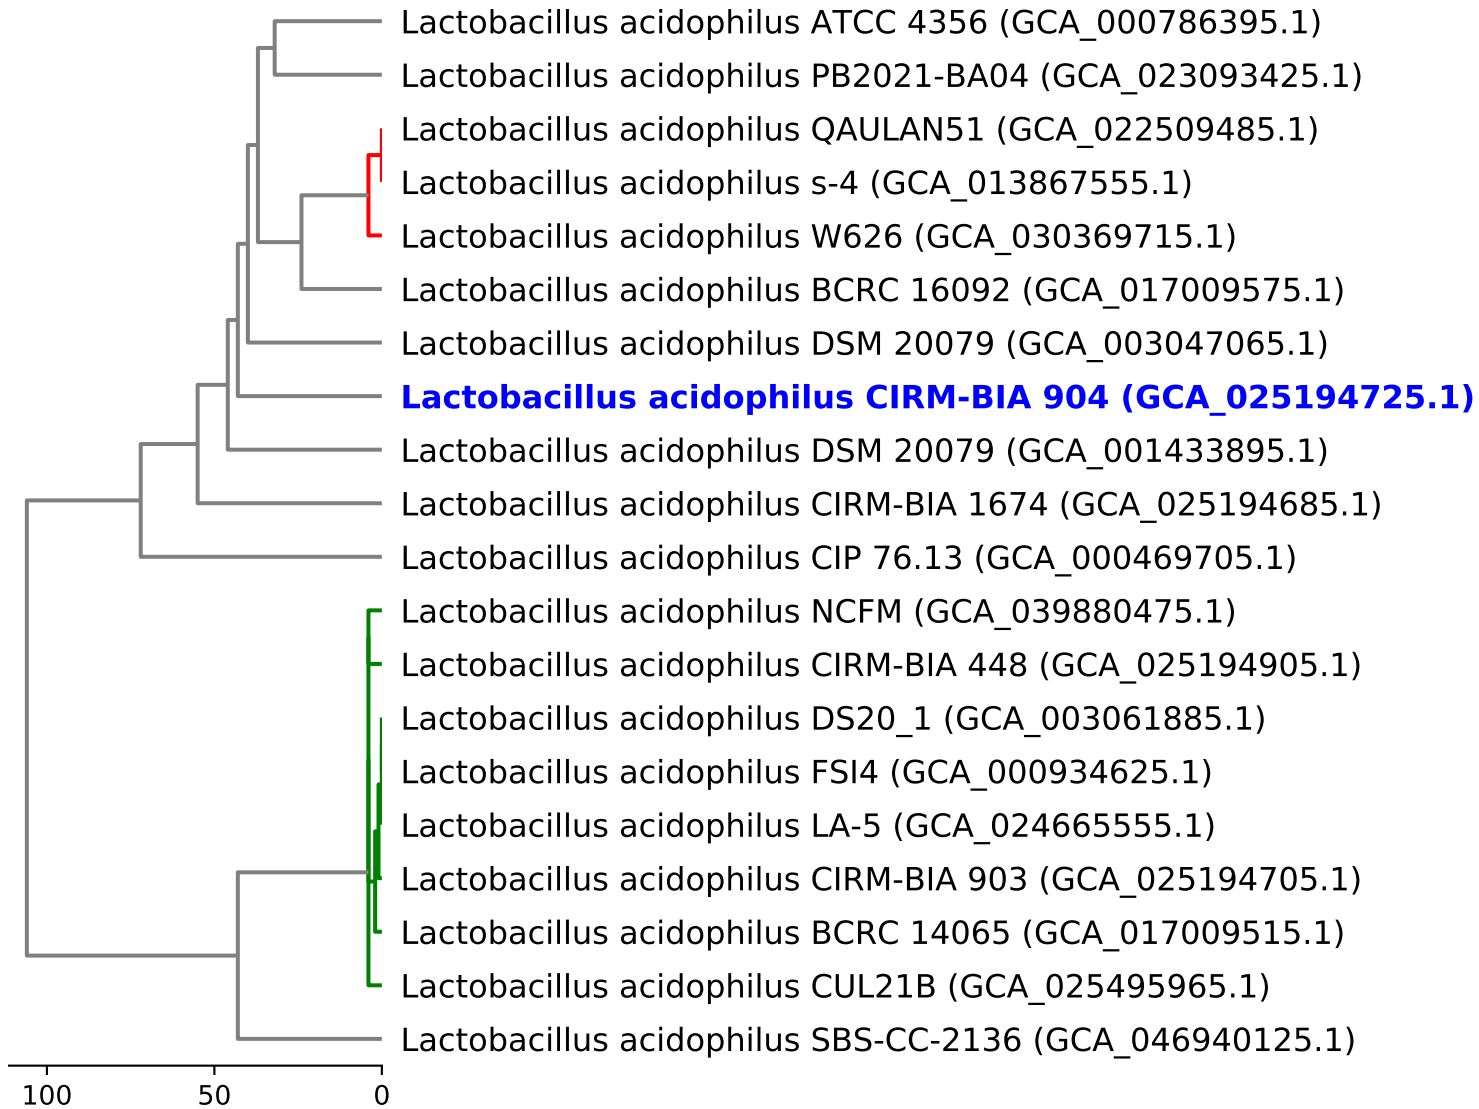 Lactobacillus acidophilus ATCC 4356 (GCA_000786395.1)
Lactobacillus acidophilus PB2021-BA04 (GCA_023093425.1)
Lactobacillus acidophilus QAULAN51 (GCA_022509485.1)
Lactobacillus acidophilus s-4 (GCA_013867555.1)
Lactobacillus acidophilus W626 (GCA_030369715.1)
Lactobacillus acidophilus BCRC 16092 (GCA_017009575.1)
Lactobacillus acidophilus DSM 20079 (GCA_003047065.1)
Lactobacillus acidophilus CIRM-BIA 904 (GCA_025194725.1)
Lactobacillus acidophilus DSM 20079 (GCA_001433895.1)
Lactobacillus acidophilus CIRM-BIA 1674 (GCA_025194685.1)
Lactobacillus acidophilus CIP 76.13 (GCA_000469705.1)
Lactobacillus acidophilus NCFM (GCA_039880475.1)
Lactobacillus acidophilus CIRM-BIA 448 (GCA_025194905.1)
Lactobacillus acidophilus DS20_1 (GCA_003061885.1)
Lactobacillus acidophilus FSI4 (GCA_000934625.1)
Lactobacillus acidophilus LA-5 (GCA_024665555.1)
Lactobacillus acidophilus CIRM-BIA 903 (GCA_025194705.1)
Lactobacillus acidophilus BCRC 14065 (GCA_017009515.1)
Lactobacillus acidophilus CUL21B (GCA_025495965.1)
Lactobacillus acidophilus SBS-CC-2136 (GCA_046940125.1)
100 50 0